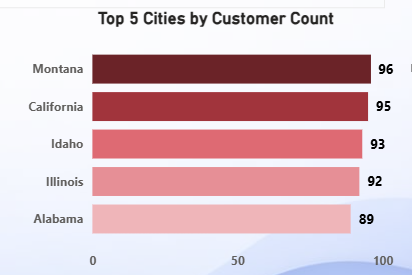 Top 5 Cities by Customer Count
Montana 96
California 95
Idaho 93
Illinois 92
Alabama 89
0 50 100